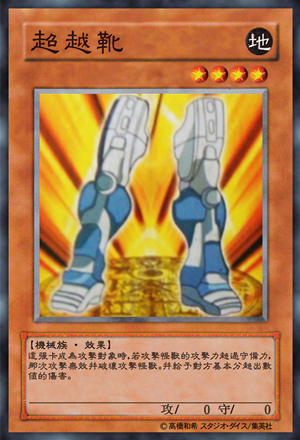 超越靴
地
【機械族·效果】
這張卡成為攻擊對象時,若攻擊怪獸的攻擊力超過守備力,
那次攻擊無效并破壞攻擊怪獸。并給予對方基本分超出數
值的傷害。
攻/ 0 守/ 0
©高橋和希 スタジオ・ダイス/集英社